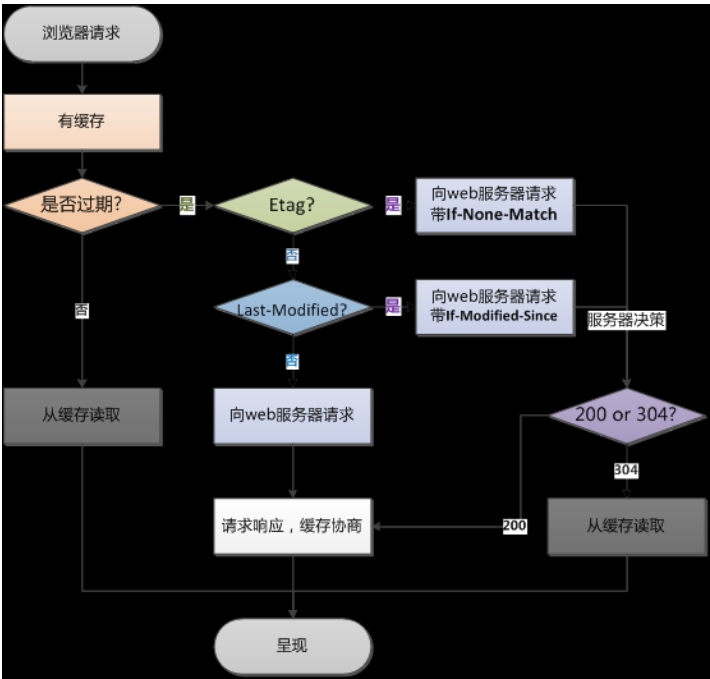 浏览器请求
有缓存
是否过期?
是
Etag?
是
向web服务器请求
带If-None-Match
否
否
Last-Modified?
是
向web服务器请求
带If-Modified-Since
服务器决策
否
从缓存读取
向web服务器请求
200 or 304?
304
请求响应，缓存协商
200
从缓存读取
呈现